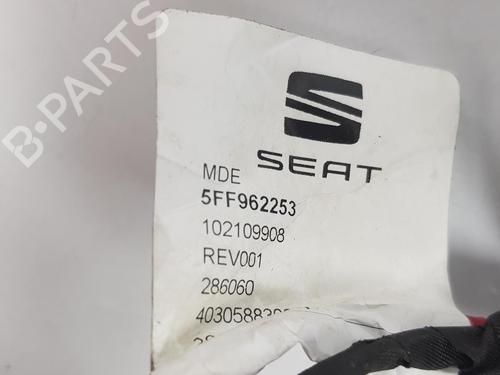 B-PARTS
SEAT
MDE
5FF962253
102109908
REV001
286060